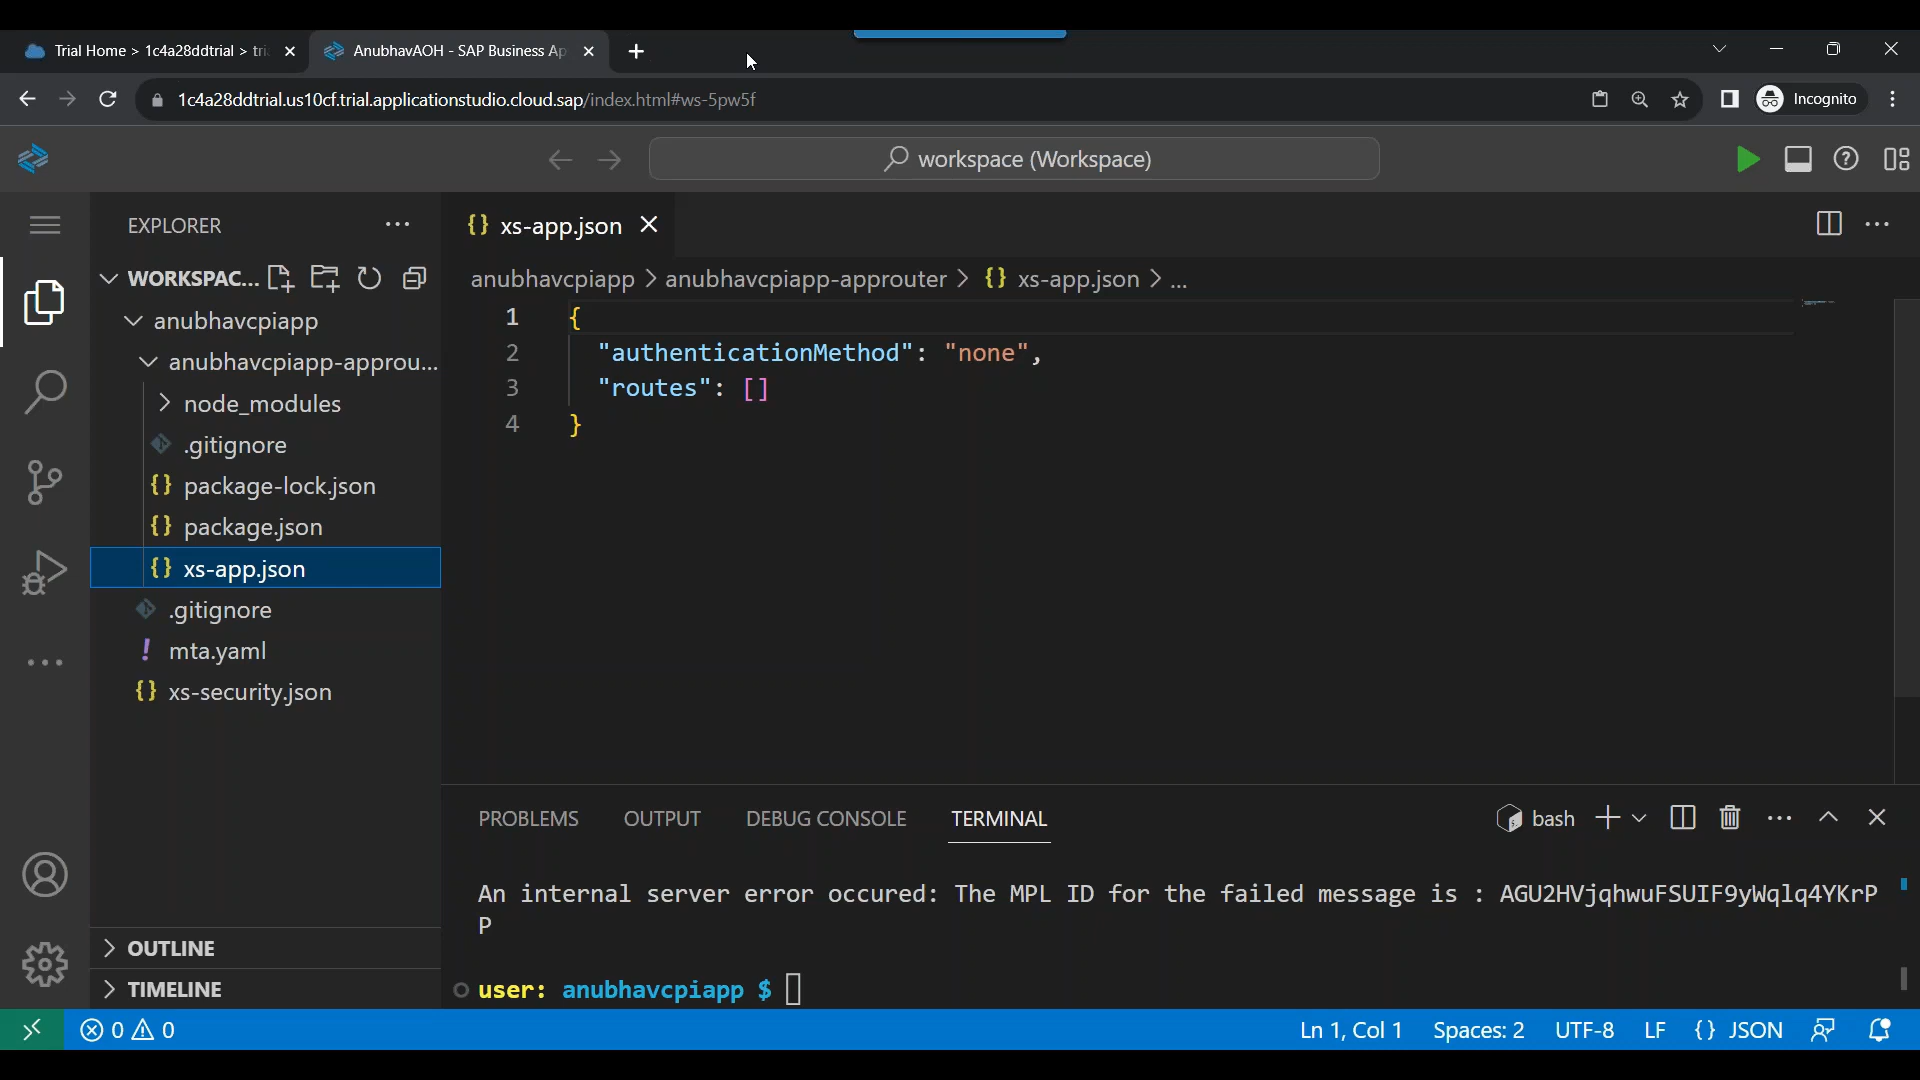 Trial Home > 1c4a28ddtrial > tri
AnubhavAOH - SAP Business Ap
1c4a28ddtrial.us10cf.trial.applicationstudio.cloud.sap/index.html#ws-5pw5f
Incognito
workspace (Workspace)
EXPLORER
WORKSPAC...
anubhavcpiapp
anubhavcpiapp-approu...
node_modules
.gitignore
package-lock.json
package.json
xs-app.json
.gitignore
mta.yaml
xs-security.json
OUTLINE
TIMELINE
{} xs-app.json
anubhavcpiapp > anubhavcpiapp-approuter > {} xs-app.json > ...
1 {
2 "authenticationMethod": "none",
3 "routes": []
4 }
PROBLEMS OUTPUT DEBUG CONSOLE TERMINAL
bash
An internal server error occured: The MPL ID for the failed message is : AGU2HVjqhwuFSUIF9yWqlq4YKrP
P
user: anubhavcpiapp $
0 0
Ln 1, Col 1 Spaces: 2 UTF-8 LF {} JSON